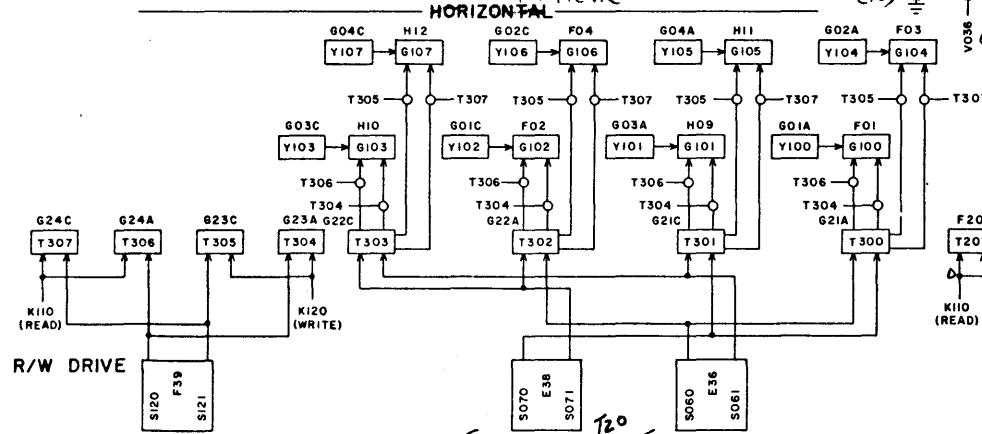 HORIZONTAL
G04C H12 G02C F04 G04A H11 G02A F03
Y107 G107 Y106 G106 Y105 G105 Y104 G104
V036
T305 T307 T305 T307 T305 T307 T305 T307
G03C H10 G01C F02 G03A H09 G01A F01
Y103 G103 Y102 G102 Y101 G101 Y100 G100
T306 T306 T306 T306
T304 T304 T304 T304
G24C G24A G23C G23A G22C G22A G21C G21A F20
T307 T306 T305 T304 T303 T302 T301 T300 T20
K110 (READ)
K120 (WRITE)
K110 (READ)
R/W DRIVE
S120 F39 S121
S070 E38 S071
S060 E36 S061
T20